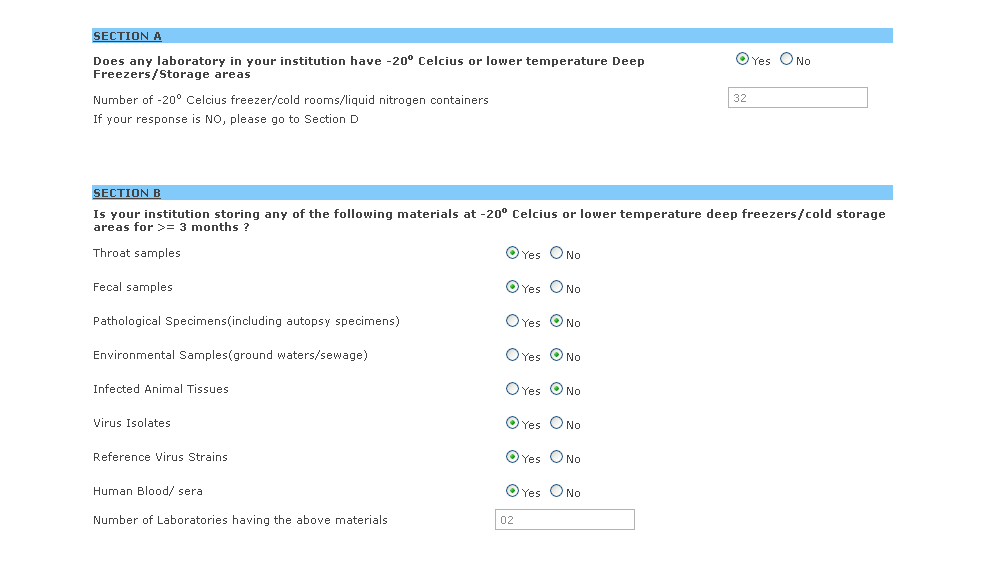 SECTION A
Does any laboratory in your institution have -20⁰ Celcius or lower temperature Deep
Freezers/Storage areas
Yes No
Number of -20⁰ Celcius freezer/cold rooms/liquid nitrogen containers
32
If your response is NO, please go to Section D
SECTION B
Is your institution storing any of the following materials at -20⁰ Celcius or lower temperature deep freezers/cold storage
areas for >= 3 months ?
Throat samples Yes No
Fecal samples Yes No
Pathological Specimens(including autopsy specimens) Yes No
Environmental Samples(ground waters/sewage) Yes No
Infected Animal Tissues Yes No
Virus Isolates Yes No
Reference Virus Strains Yes No
Human Blood/ sera Yes No
Number of Laboratories having the above materials 02